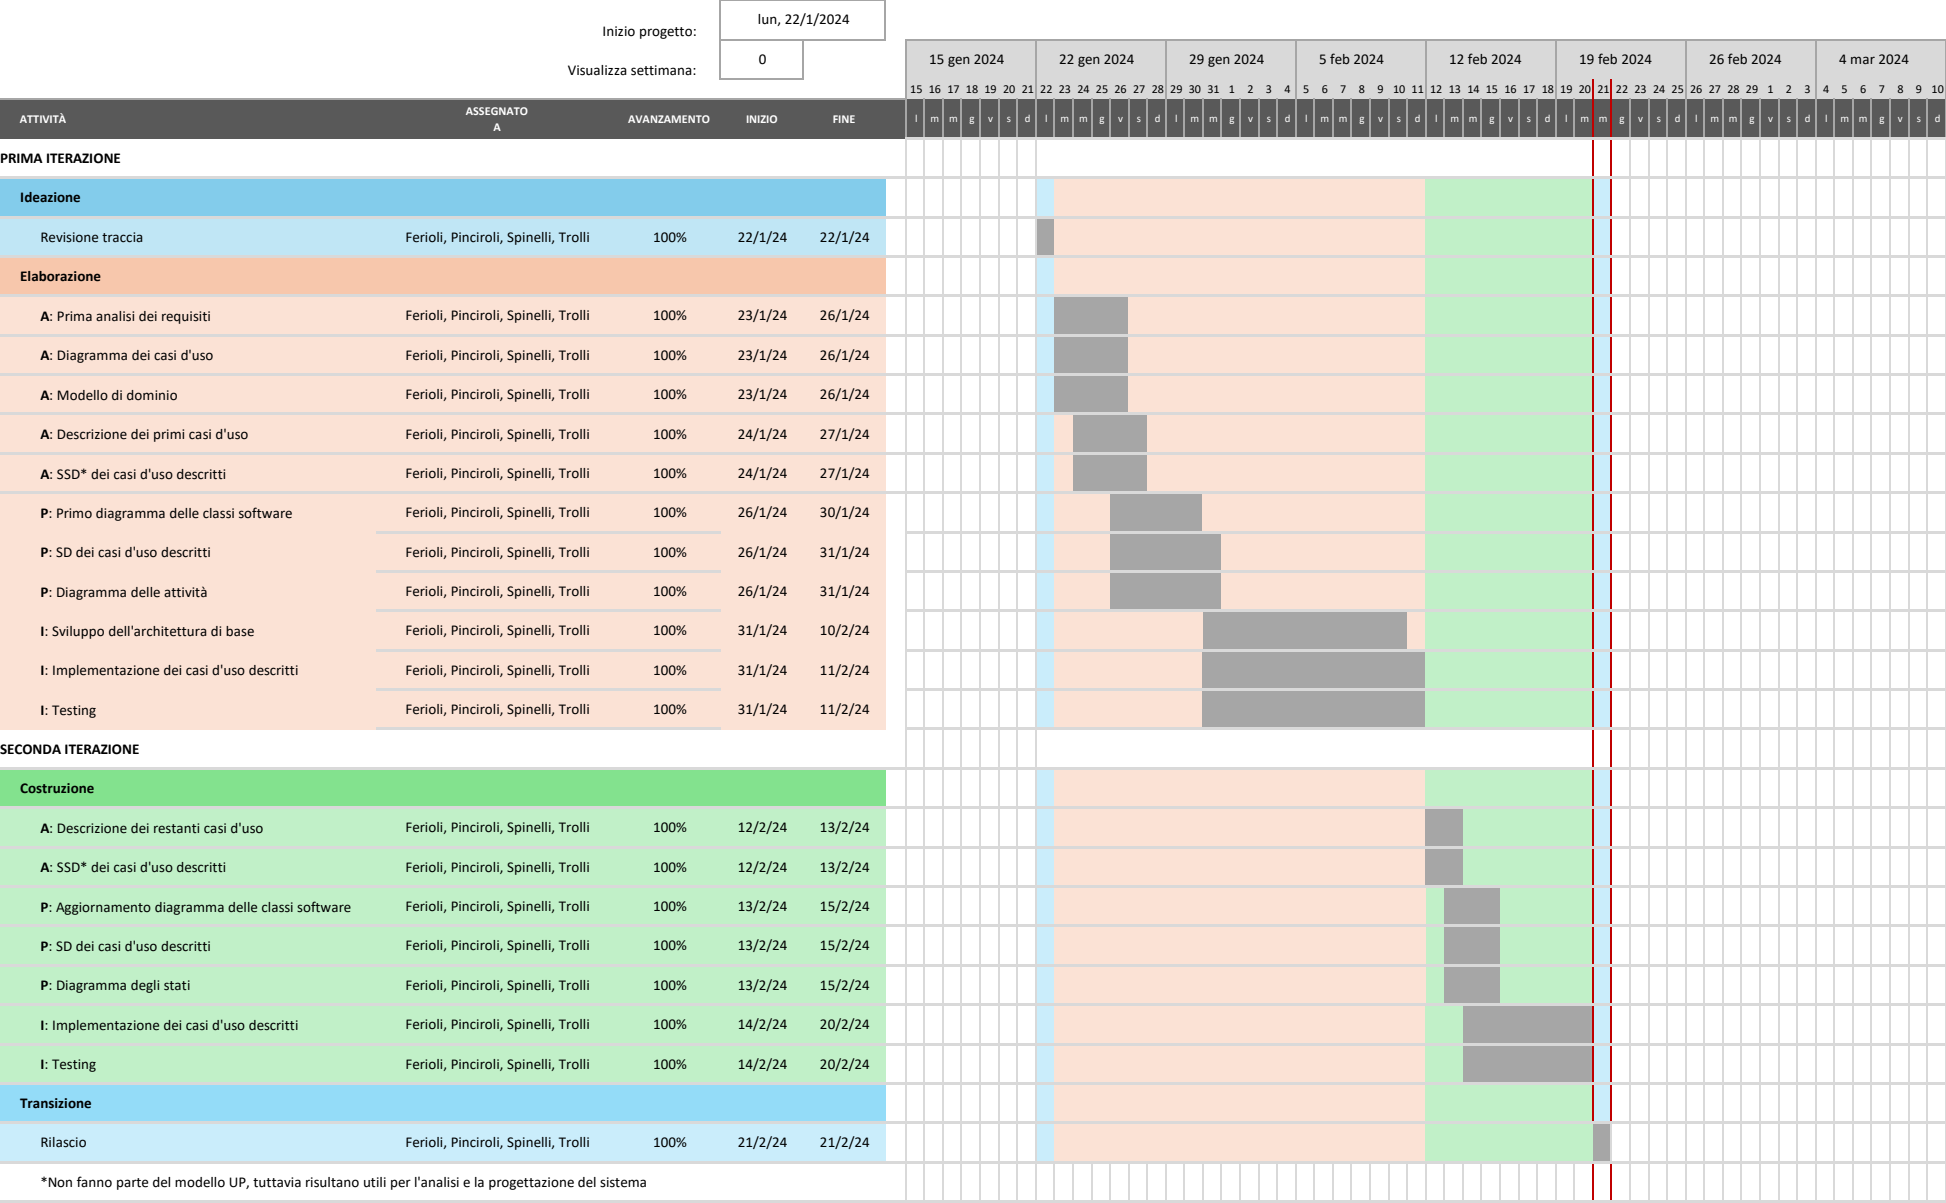 Inizio progetto: lun, 22/1/2024
Visualizza settimana: 0
15 gen 2024 22 gen 2024 29 gen 2024 5 feb 2024 12 feb 2024 19 feb 2024 26 feb 2024 4 mar 2024
15 16 17 18 19 20 21 22 23 24 25 26 27 28 29 30 31 1 2 3 4 5 6 7 8 9 10 11 12 13 14 15 16 17 18 19 20 21 22 23 24 25 26 27 28 29 1 2 3 4 5 6 7 8 9 10
ATTIVITÀ ASSEGNATO A AVANZAMENTO INIZIO FINE l m m g v s d l m m g v s d l m m g v s d l m m g v s d l m m g v s d l m m g v s d l m m g v s d l m m g v s d
PRIMA ITERAZIONE
Ideazione
Revisione traccia Ferioli, Pinciroli, Spinelli, Trolli 100% 22/1/24 22/1/24
Elaborazione
A: Prima analisi dei requisiti Ferioli, Pinciroli, Spinelli, Trolli 100% 23/1/24 26/1/24
A: Diagramma dei casi d'uso Ferioli, Pinciroli, Spinelli, Trolli 100% 23/1/24 26/1/24
A: Modello di dominio Ferioli, Pinciroli, Spinelli, Trolli 100% 23/1/24 26/1/24
A: Descrizione dei primi casi d'uso Ferioli, Pinciroli, Spinelli, Trolli 100% 24/1/24 27/1/24
A: SSD* dei casi d'uso descritti Ferioli, Pinciroli, Spinelli, Trolli 100% 24/1/24 27/1/24
P: Primo diagramma delle classi software Ferioli, Pinciroli, Spinelli, Trolli 100% 26/1/24 30/1/24
P: SD dei casi d'uso descritti Ferioli, Pinciroli, Spinelli, Trolli 100% 26/1/24 31/1/24
P: Diagramma delle attività Ferioli, Pinciroli, Spinelli, Trolli 100% 26/1/24 31/1/24
I: Sviluppo dell'architettura di base Ferioli, Pinciroli, Spinelli, Trolli 100% 31/1/24 10/2/24
I: Implementazione dei casi d'uso descritti Ferioli, Pinciroli, Spinelli, Trolli 100% 31/1/24 11/2/24
I: Testing Ferioli, Pinciroli, Spinelli, Trolli 100% 31/1/24 11/2/24
SECONDA ITERAZIONE
Costruzione
A: Descrizione dei restanti casi d'uso Ferioli, Pinciroli, Spinelli, Trolli 100% 12/2/24 13/2/24
A: SSD* dei casi d'uso descritti Ferioli, Pinciroli, Spinelli, Trolli 100% 12/2/24 13/2/24
P: Aggiornamento diagramma delle classi software Ferioli, Pinciroli, Spinelli, Trolli 100% 13/2/24 15/2/24
P: SD dei casi d'uso descritti Ferioli, Pinciroli, Spinelli, Trolli 100% 13/2/24 15/2/24
P: Diagramma degli stati Ferioli, Pinciroli, Spinelli, Trolli 100% 13/2/24 15/2/24
I: Implementazione dei casi d'uso descritti Ferioli, Pinciroli, Spinelli, Trolli 100% 14/2/24 20/2/24
I: Testing Ferioli, Pinciroli, Spinelli, Trolli 100% 14/2/24 20/2/24
Transizione
Rilascio Ferioli, Pinciroli, Spinelli, Trolli 100% 21/2/24 21/2/24
*Non fanno parte del modello UP, tuttavia risultano utili per l'analisi e la progettazione del sistema